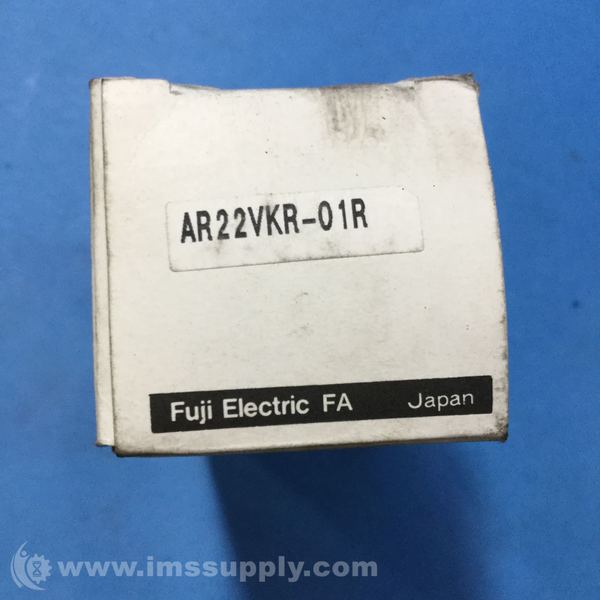 AR22VKR-01R
Fuji Electric FA Japan
www.imssupply.com